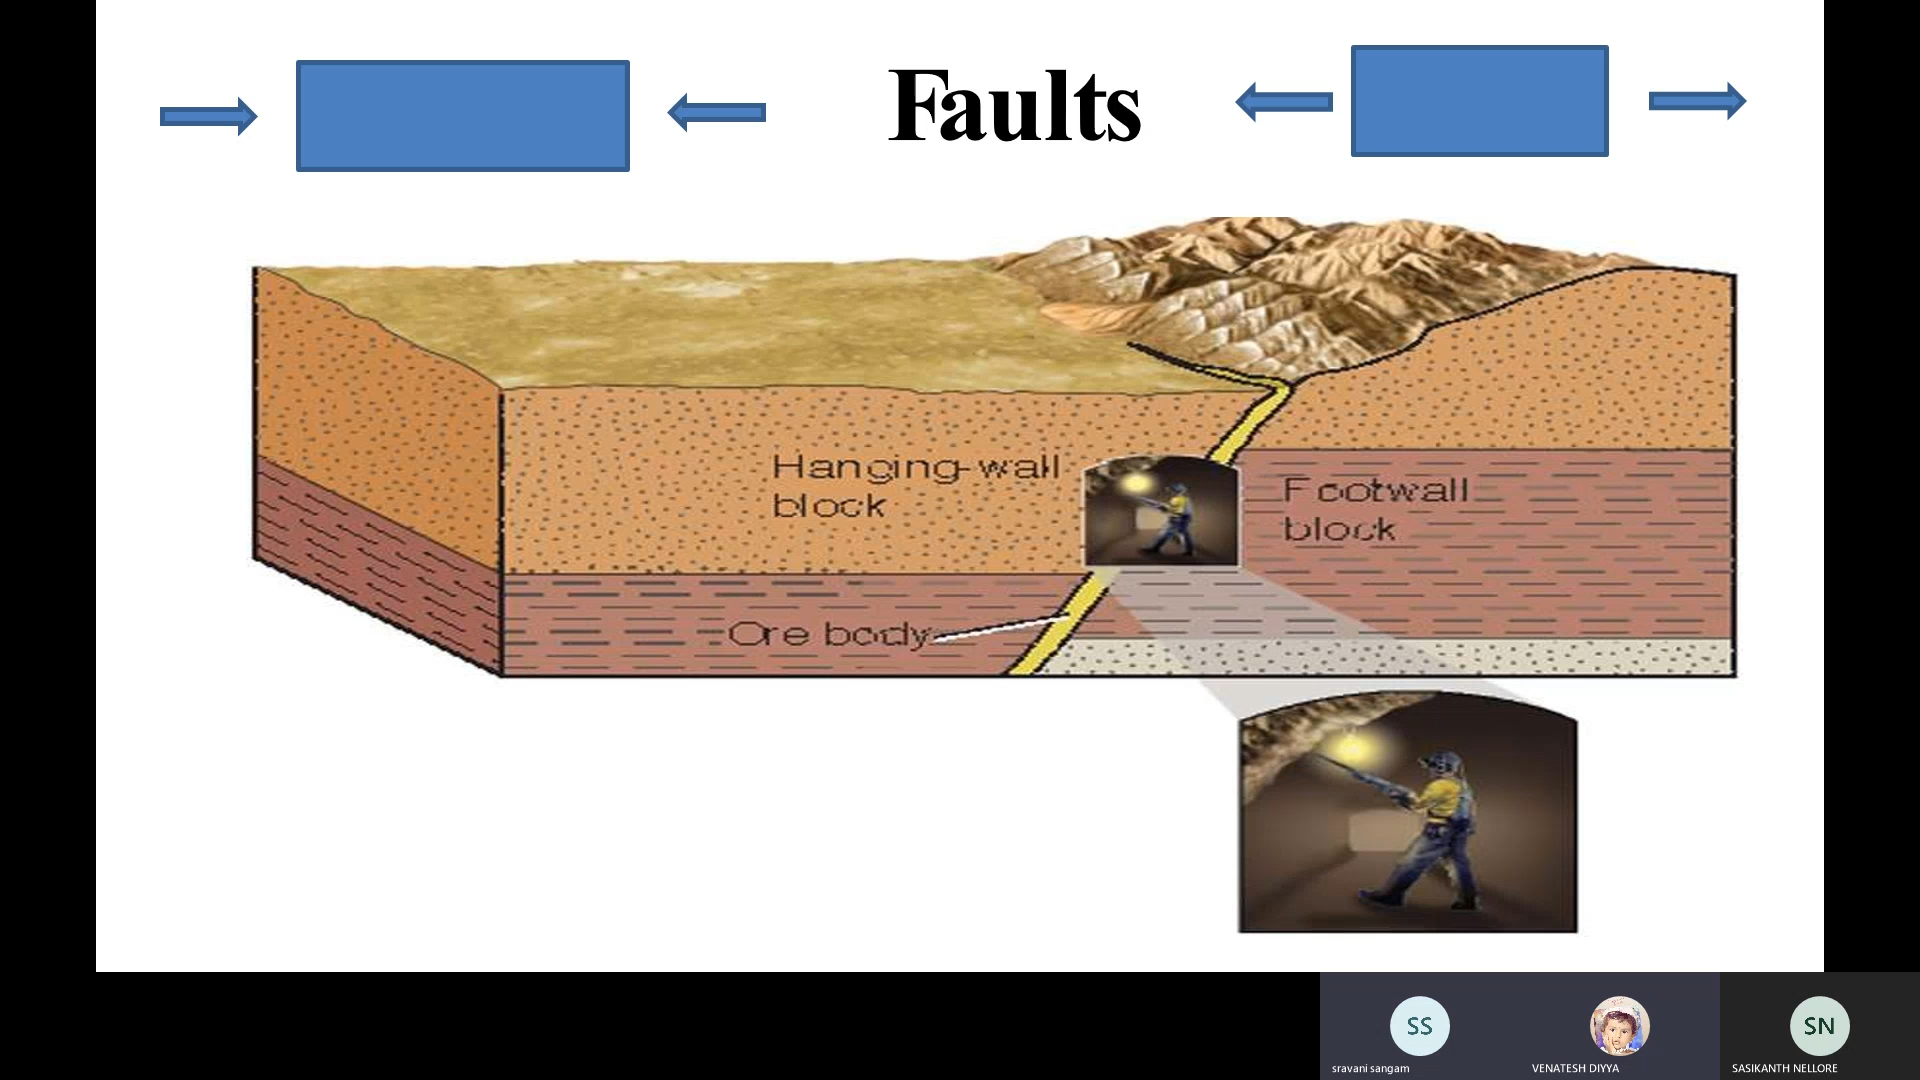 Faults
Hanging-wall
block
Footwall
block
Ore body
SS
SN
sravani sangam
VENATESH DIYYA
SASIKANTH NELLORE